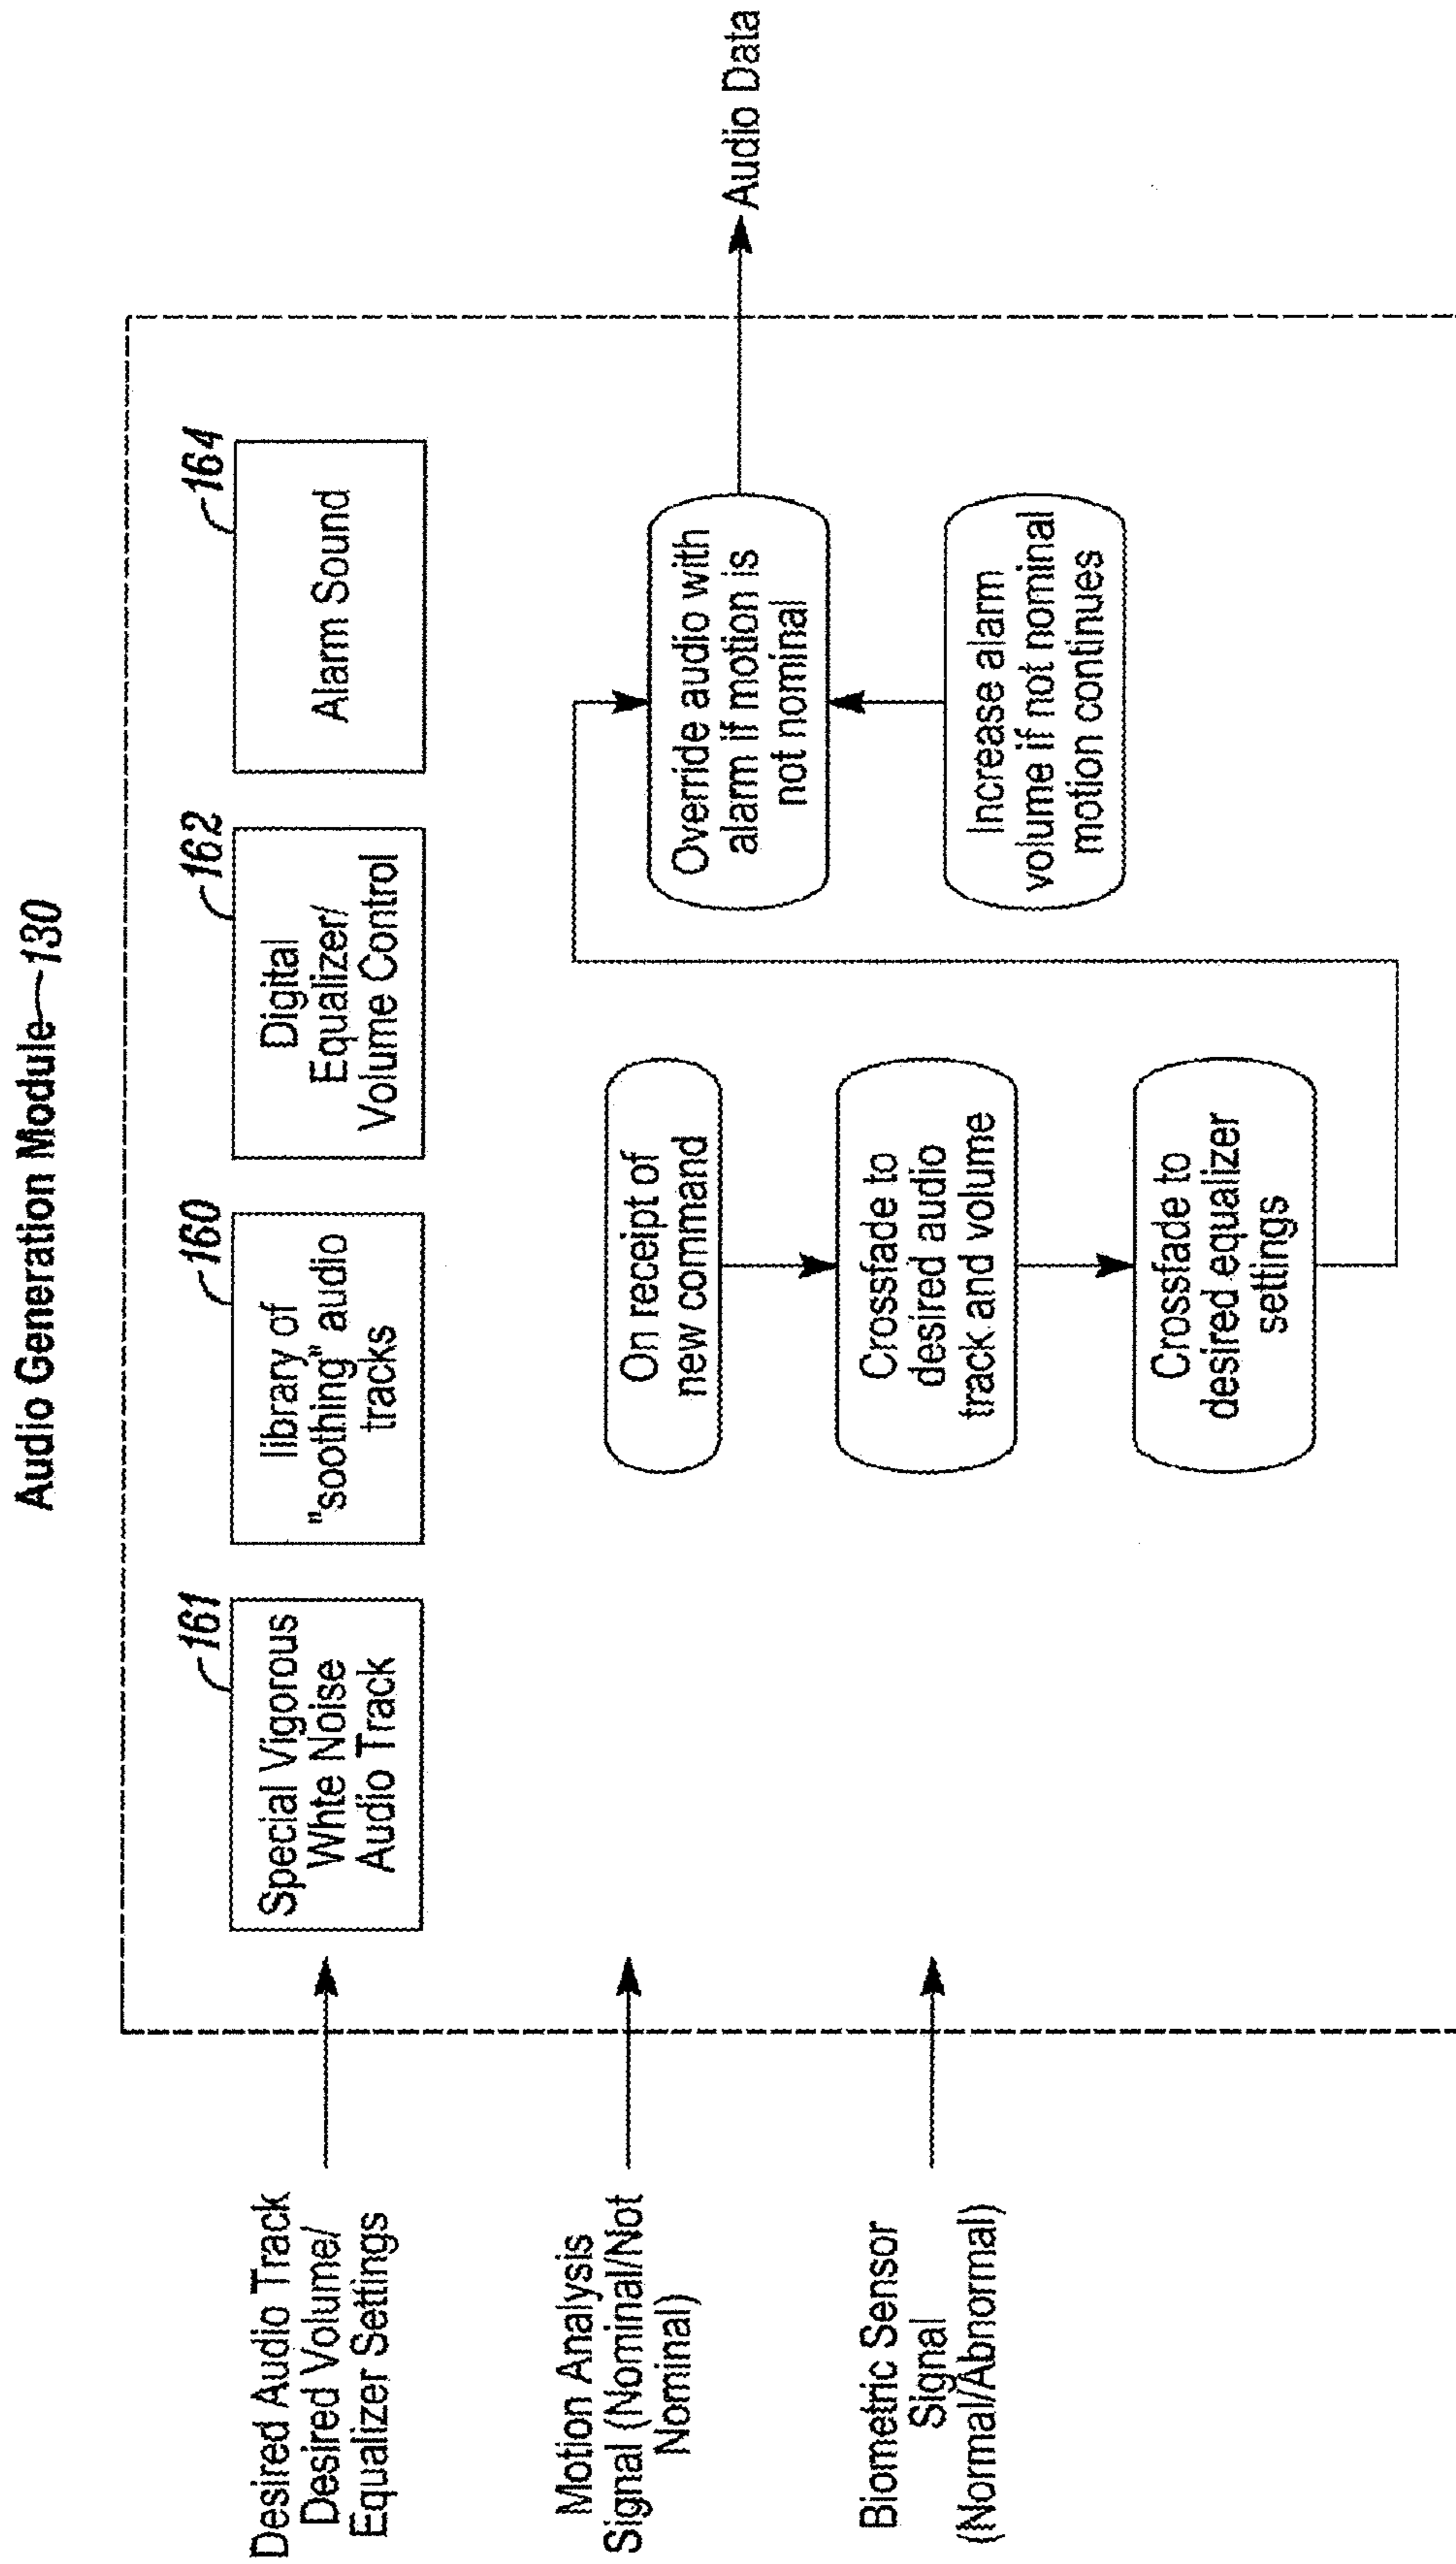 Audio Generation Module 130
Desired Audio Track
Desired Volume/
Equalizer Settings
Motion Analysis
Signal (Nominal/Not
Nominal)
Biometric Sensor
Signal
(Normal/Abnormal)
161
Special Vigorous
Whte Noise
Audio Track
160
library of
"soothing" audio
tracks
162
Digital
Equalizer/
Volume Control
164
Alarm Sound
On receipt of
new command
Crossfade to
desired audio
track and volume
Crossfade to
desired equalizer
settings
Override audio with
alarm if motion is
not nominal
Increase alarm
volume if not nominal
motion continues
Audio Data